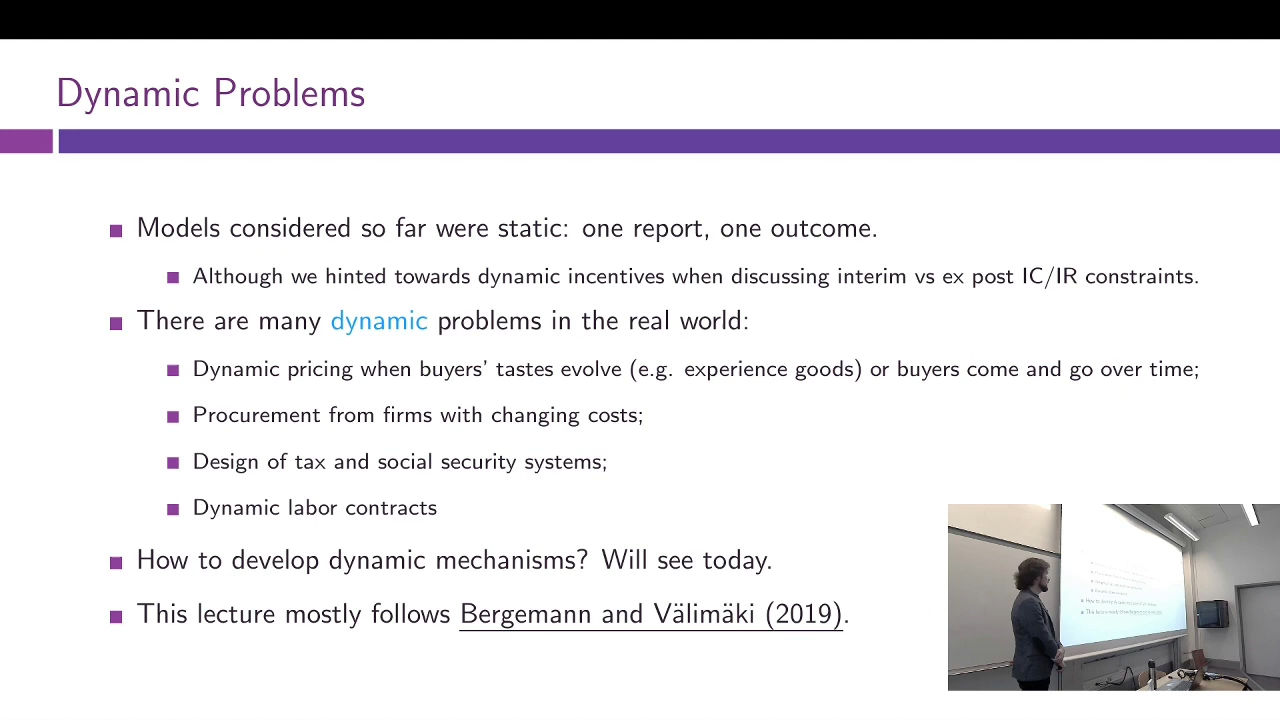 Dynamic Problems
Models considered so far were static: one report, one outcome.
Although we hinted towards dynamic incentives when discussing interim vs ex post IC/IR constraints.
There are many dynamic problems in the real world:
Dynamic pricing when buyers' tastes evolve (e.g. experience goods) or buyers come and go over time;
Procurement from firms with changing costs;
Design of tax and social security systems;
Dynamic labor contracts
How to develop dynamic mechanisms? Will see today.
This lecture mostly follows Bergemann and Välimäki (2019).